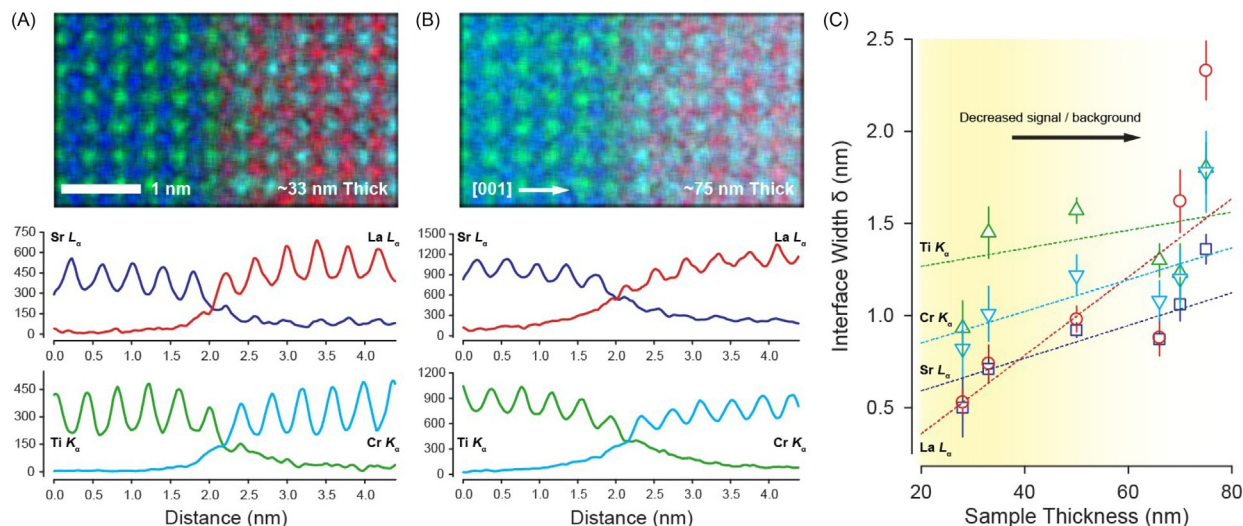 (A)
1 nm
~33 nm Thick
(B)
[001]
~75 nm Thick
(C)
750
600
450
300
150
0
Sr Lα
La Lα
0.0 0.5 1.0 1.5 2.0 2.5 3.0 3.5 4.0
450
300
150
0
Ti Kα
Cr Kα
0.0 0.5 1.0 1.5 2.0 2.5 3.0 3.5 4.0
Distance (nm)
1500
1200
900
600
300
0
Sr Lα
La Lα
0.0 0.5 1.0 1.5 2.0 2.5 3.0 3.5 4.0
1200
900
600
300
0
Ti Kα
Cr Kα
0.0 0.5 1.0 1.5 2.0 2.5 3.0 3.5 4.0
Distance (nm)
Interface Width δ (nm)
2.5
2.0
1.5
1.0
0.5
Decreased signal / background
Ti Kα
Cr Kα
Sr Lα
La Lα
20 40 60 80
Sample Thickness (nm)